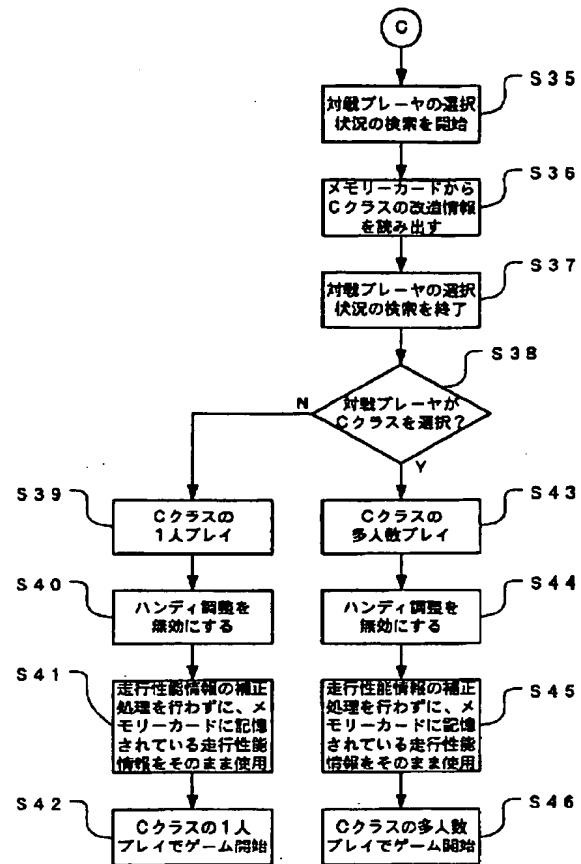 C
S35
対戦プレーヤの選択
状況の検索を開始
S36
メモリーカードから
Cクラスの改造情報
を読み出す
S37
対戦プレーヤの選択
状況の検索を終了
S38
対戦プレーヤが
Cクラスを選択?
N
Y
S39
Cクラスの
1人プレイ
S43
Cクラスの
多人数プレイ
S40
ハンディ調整を
無効にする
S44
ハンディ調整を
無効にする
S41
走行性能情報の補正
処理を行わずに、メ
モリーカードに記憶
されている走行性能
情報をそのまま使用
S45
走行性能情報の補正
処理を行わずに、メ
モリーカードに記憶
されている走行性能
情報をそのまま使用
S42
Cクラスの1人
プレイでゲーム開始
S46
Cクラスの多人数
プレイでゲーム開始